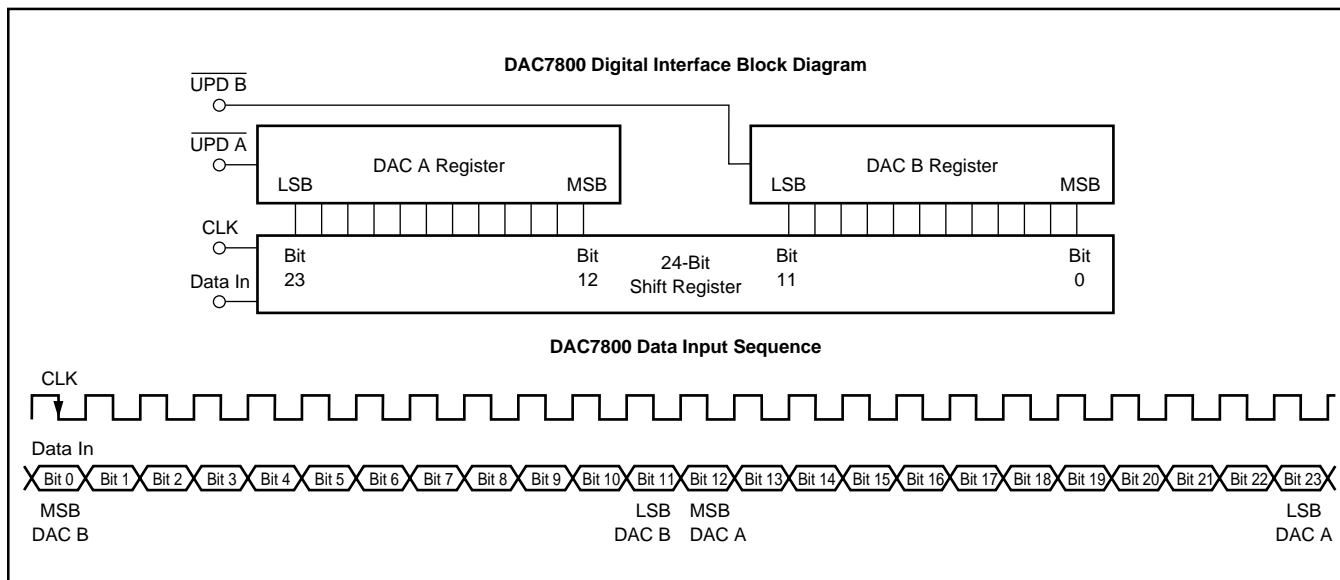 DAC7800 Digital Interface Block Diagram
UPD B
UPD A
DAC A Register
LSB MSB
DAC B Register
LSB MSB
CLK
Data In
Bit
23
Bit
12
24-Bit
Shift Register
Bit
11
Bit
0
DAC7800 Data Input Sequence
CLK
Data In
Bit 0 Bit 1 Bit 2 Bit 3 Bit 4 Bit 5 Bit 6 Bit 7 Bit 8 Bit 9 Bit 10 Bit 11 Bit 12 Bit 13 Bit 14 Bit 15 Bit 16 Bit 17 Bit 18 Bit 19 Bit 20 Bit 21 Bit 22 Bit 23
MSB
DAC B
LSB
DAC B
MSB
DAC A
LSB
DAC A